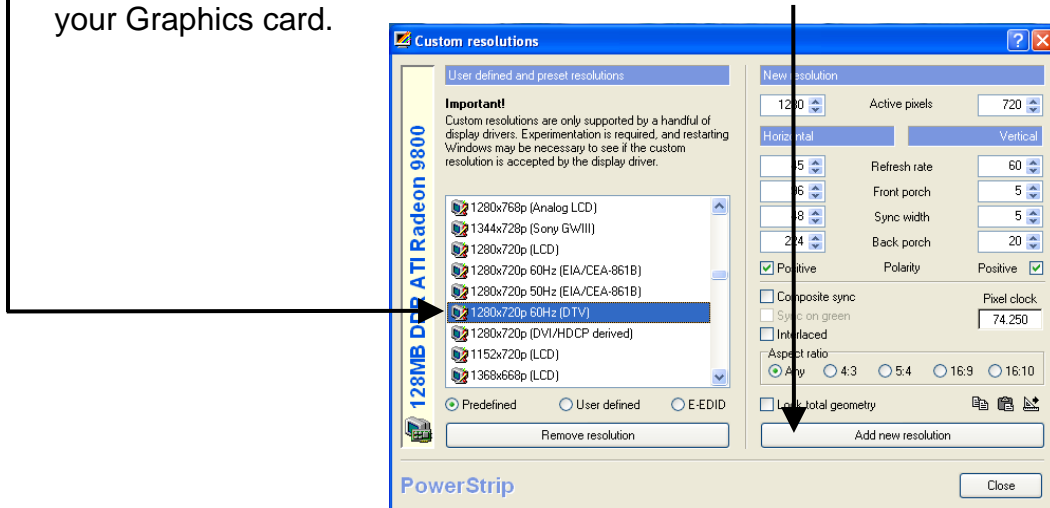 your Graphics card.
Custom resolutions
128MB DDR ATI Radeon 9800
User defined and preset resolutions
Important!
Custom resolutions are only supported by a handful of
display drivers. Experimentation is required, and restarting
Windows may be necessary to see if the custom
resolution is accepted by the display driver.
1280x768p (Analog LCD)
1344x728p (Sony GWIII)
1280x720p (LCD)
1280x720p 60Hz (EIA/CEA-861B)
1280x720p 50Hz (EIA/CEA-861B)
1280x720p 60Hz (DTV)
1280x720p (DVI/HDCP derived)
1152x720p (LCD)
1368x668p (LCD)
Predefined User defined E-EDID
Remove resolution
New resolution
1280 Active pixels 720
Horizontal Vertical
45 Refresh rate 60
96 Front porch 5
48 Sync width 5
224 Back porch 20
Positive Polarity Positive
Composite sync Pixel clock
Sync on green 74.250
Interlaced
Aspect ratio
Any 4:3 5:4 16:9 16:10
Lock total geometry
Add new resolution
PowerStrip
Close